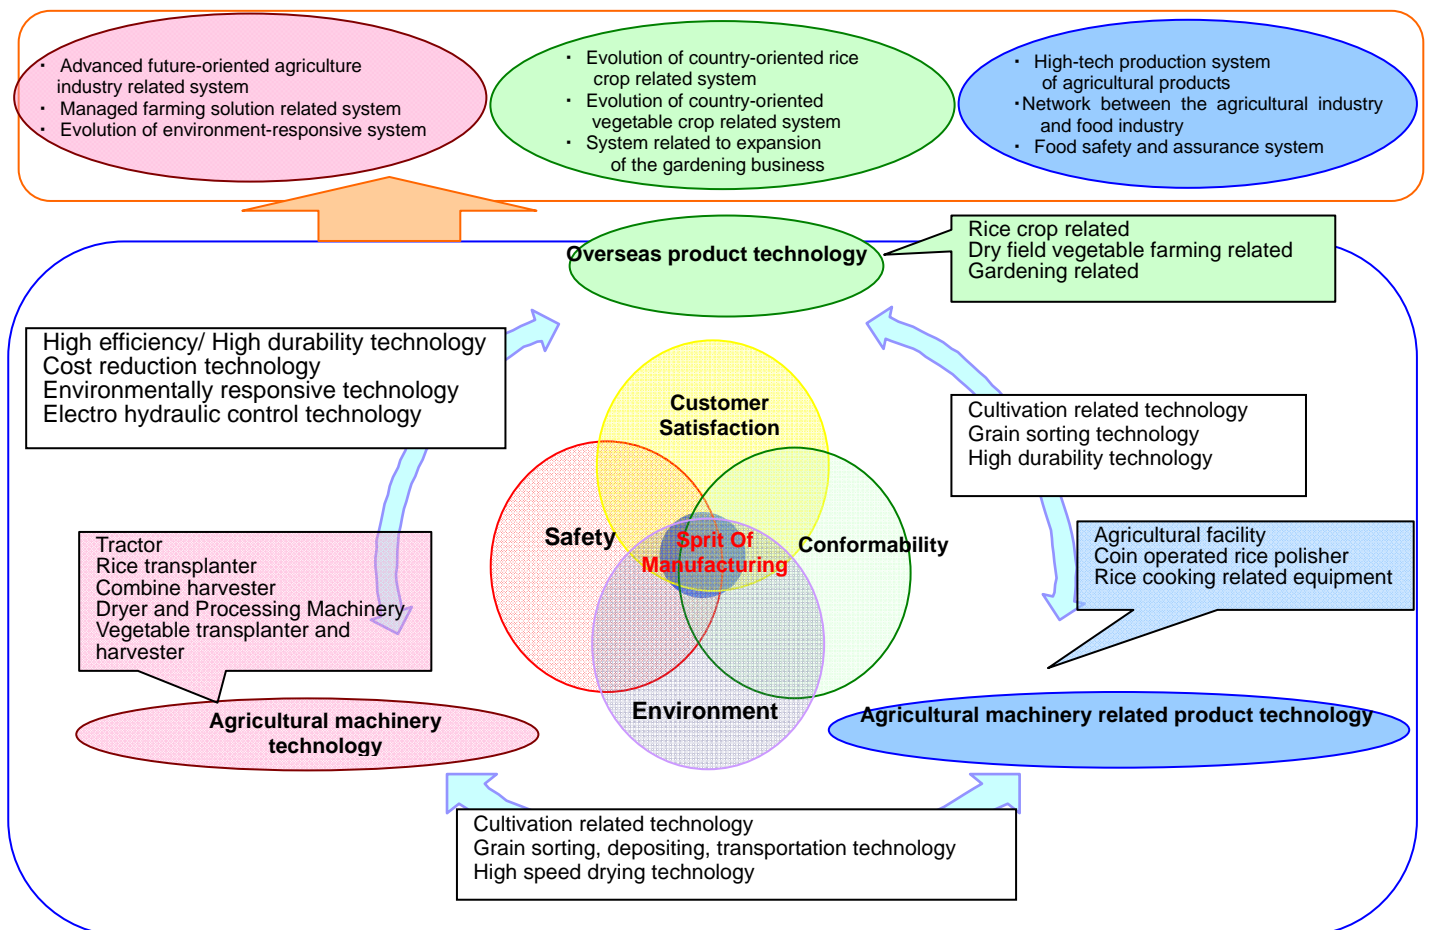 ・ Advanced future-oriented agriculture
industry related system
・ Managed farming solution related system
・ Evolution of environment-responsive system
・ Evolution of country-oriented rice
crop related system
・ Evolution of country-oriented
vegetable crop related system
・ System related to expansion
of the gardening business
・ High-tech production system
of agricultural products
・Network between the agricultural industry
and food industry
・ Food safety and assurance system
Overseas product technology
Rice crop related
Dry field vegetable farming related
Gardening related
High efficiency/ High durability technology
Cost reduction technology
Environmentally responsive technology
Electro hydraulic control technology
Customer
Satisfaction
Cultivation related technology
Grain sorting technology
High durability technology
Safety
Sprit Of
Manufacturing
Conformability
Environment
Tractor
Rice transplanter
Combine harvester
Dryer and Processing Machinery
Vegetable transplanter and
harvester
Agricultural facility
Coin operated rice polisher
Rice cooking related equipment
Agricultural machinery
technology
Agricultural machinery related product technology
Cultivation related technology
Grain sorting, depositing, transportation technology
High speed drying technology